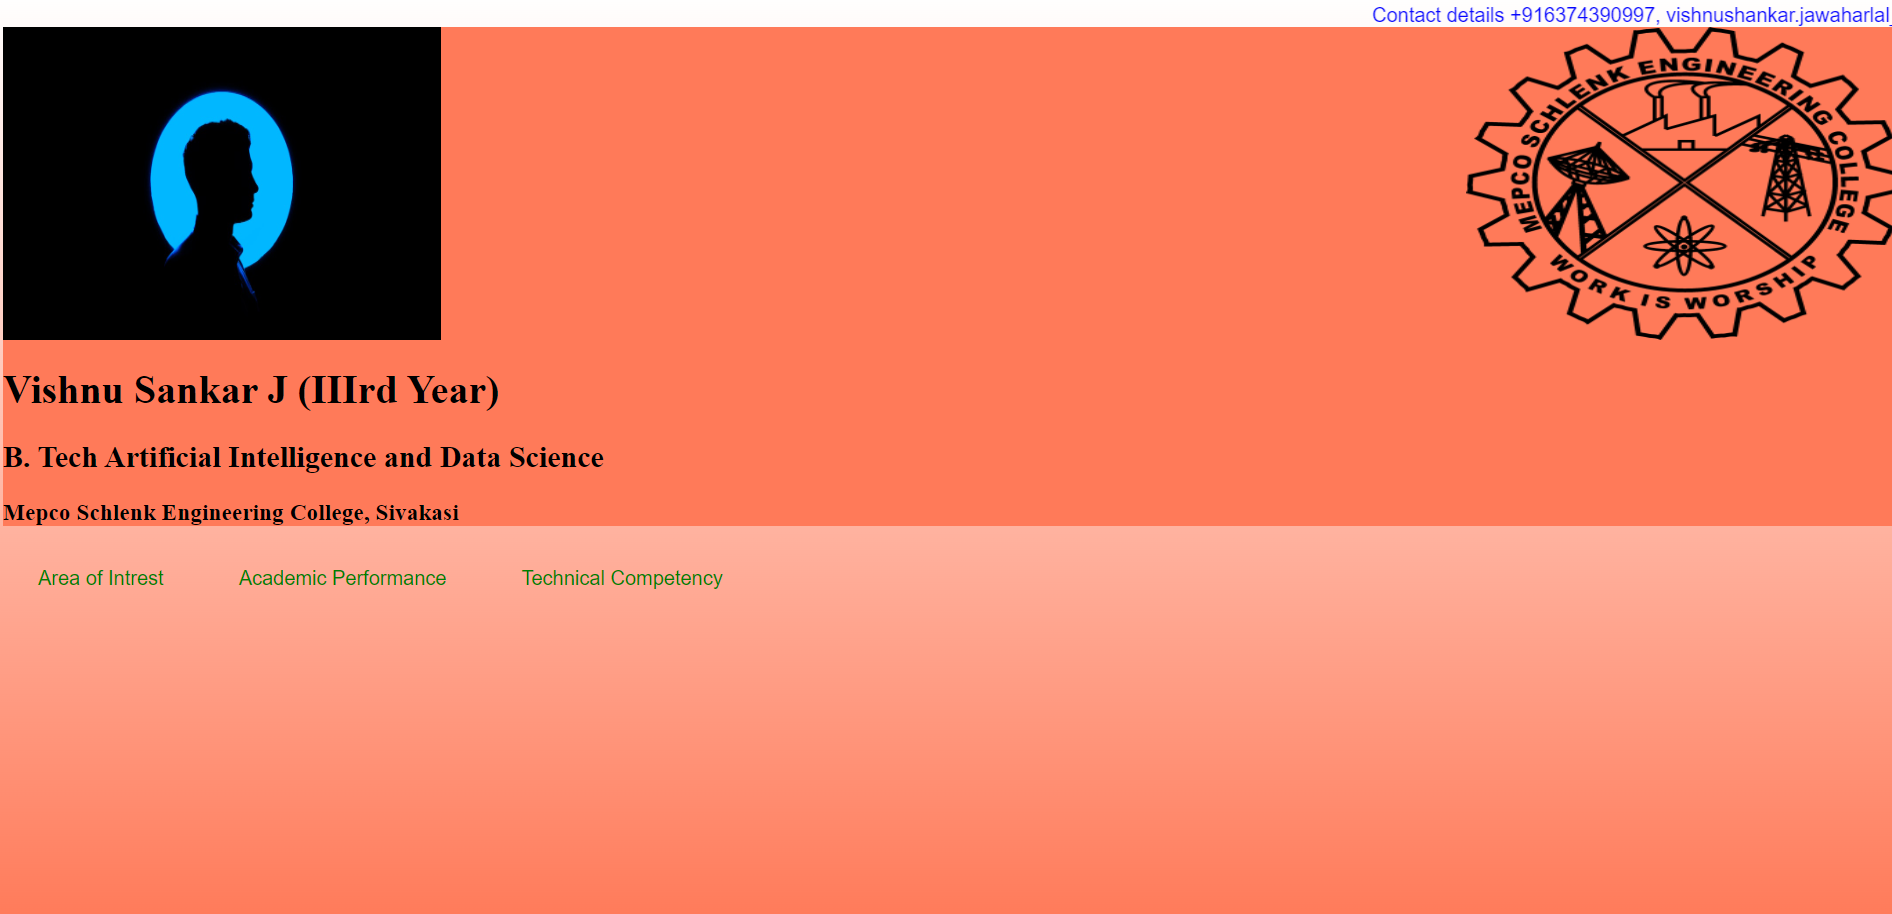 Contact details +916374390997, vishnushankar.jawaharlal
MEPCO SCHLENK ENGINEERING COLLEGE
WORK IS WORSHIP
Vishnu Sankar J (IIIrd Year)
B. Tech Artificial Intelligence and Data Science
Mepco Schlenk Engineering College, Sivakasi
Area of Intrest Academic Performance Technical Competency